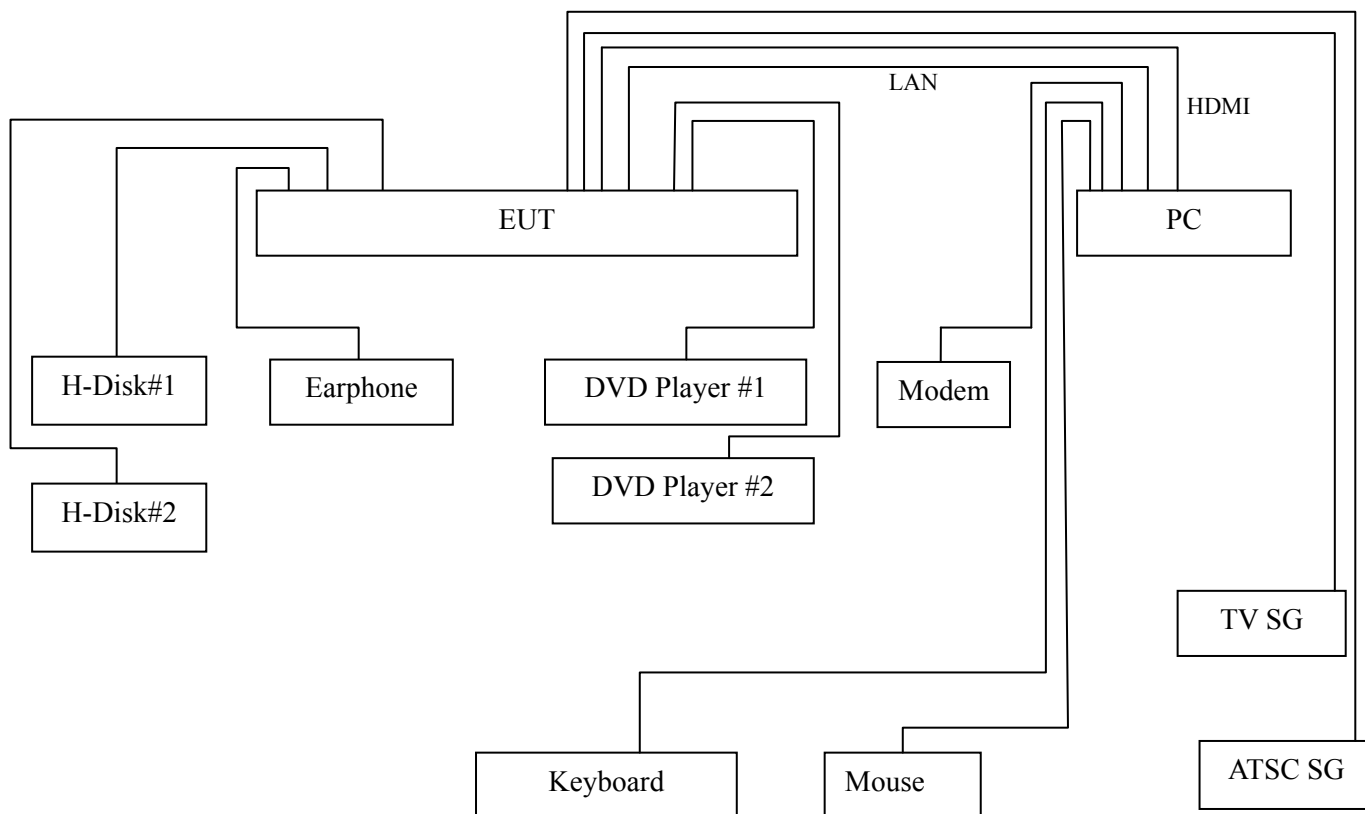 LAN
HDMI
EUT
PC
H-Disk#1
Earphone
DVD Player #1
Modem
DVD Player #2
H-Disk#2
TV SG
ATSC SG
Keyboard
Mouse